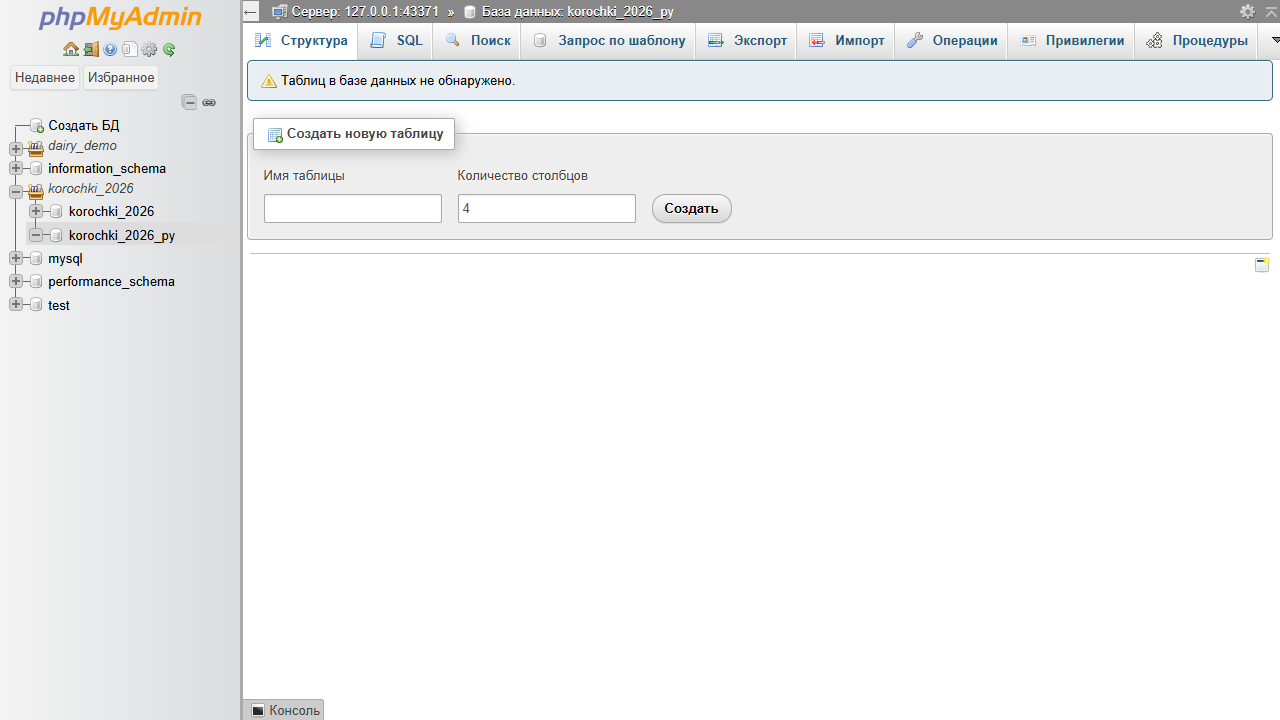 phpMyAdmin
Недавнее
Избранное
Создать БД
dairy_demo
information_schema
korochki_2026
korochki_2026
korochki_2026_py
mysql
performance_schema
test
Сервер: 127.0.0.1:43371 » База данных: korochki_2026_py
Структура
SQL
Поиск
Запрос по шаблону
Экспорт
Импорт
Операции
Привилегии
Процедуры
Таблиц в базе данных не обнаружено.
Создать новую таблицу
Имя таблицы
Количество столбцов
4
Создать
Консоль